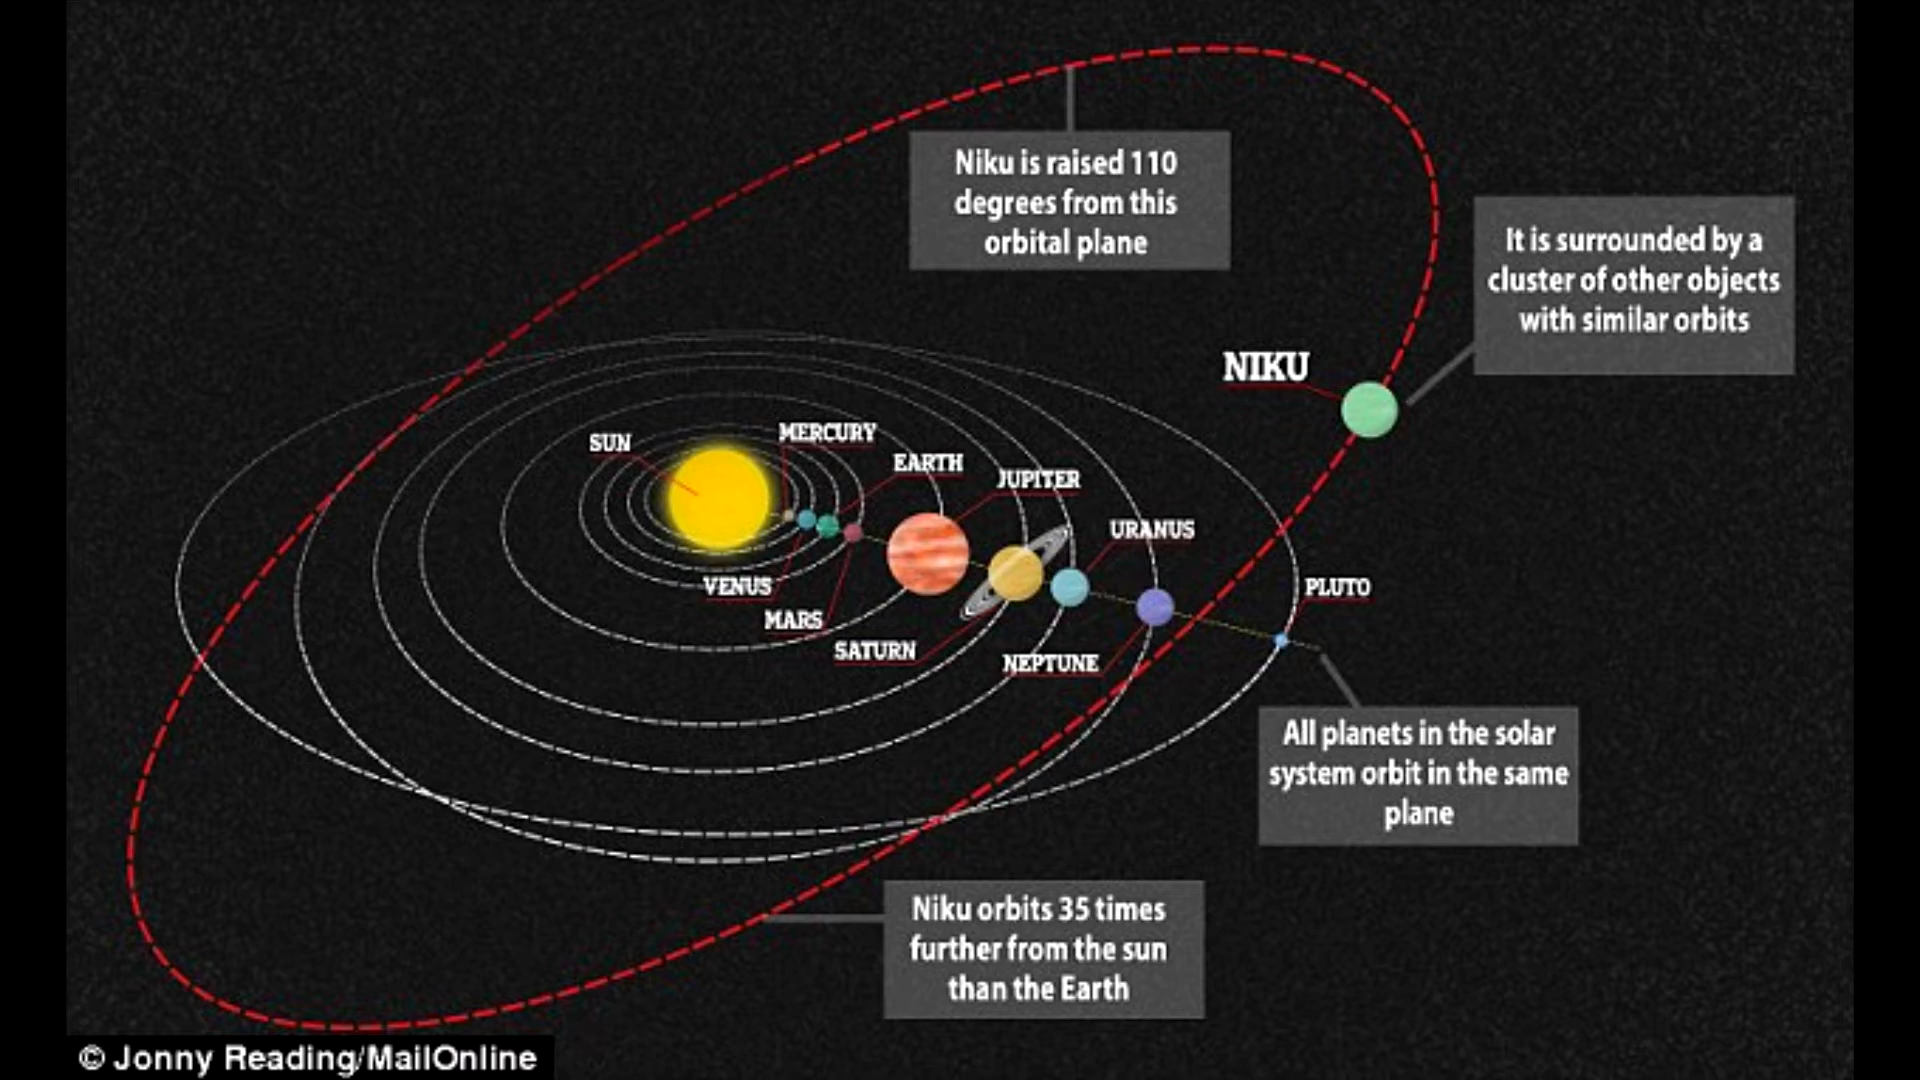 Niku is raised 110
degrees from this
orbital plane
It is surrounded by a
cluster of other objects
with similar orbits
NIKU
SUN
MERCURY
EARTH
JUPITER
URANUS
VENUS
MARS
SATURN
NEPTUNE
PLUTO
All planets in the solar
system orbit in the same
plane
Niku orbits 35 times
further from the sun
than the Earth
© Jonny Reading/MailOnline